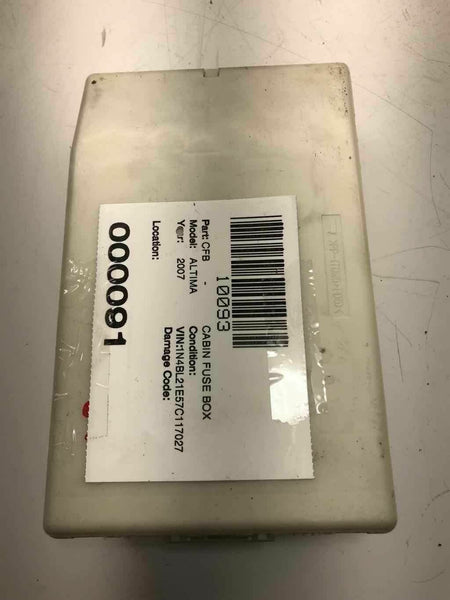 10093
Part: CFB - CABIN FUSE BOX
Model: ALTIMA Condition:
Year: 2007 VIN:1N4BL21E57C117027
Damage Code:
Location:
000091